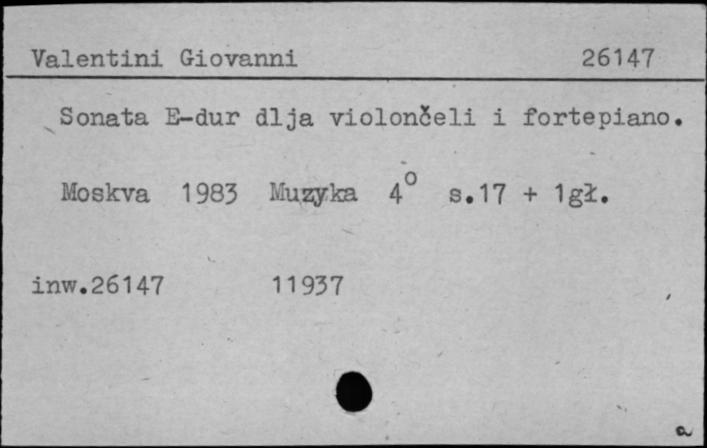 Valentini Giovanni 26147
Sonata E-dur dlja violončeli i fortepiano.
Moskva 1983 Muzyka 4° s.17 + 1gł.
inw.26147 11937
a